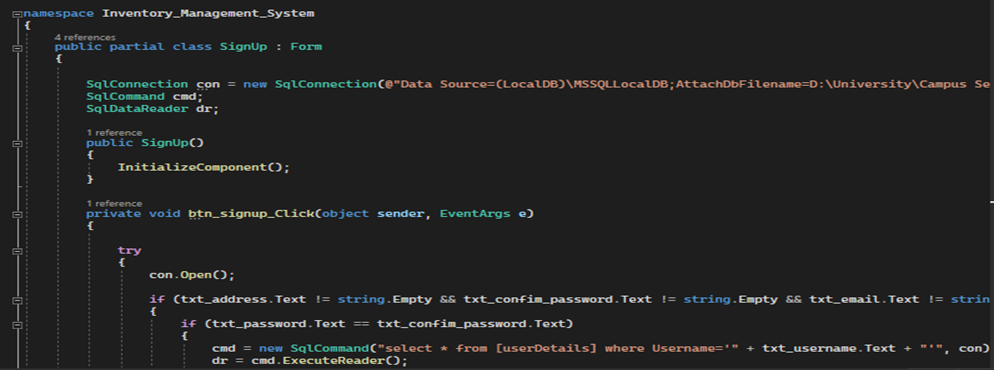 namespace Inventory_Management_System
{
4 references
public partial class SignUp : Form
{
SqlConnection con = new SqlConnection(@"Data Source=(LocalDB)\MSSQLLocalDB;AttachDbFilename=D:\University\Campus Se
SqlCommand cmd;
SqlDataReader dr;
1 reference
public SignUp()
{
InitializeComponent();
}
1 reference
private void btn_signup_Click(object sender, EventArgs e)
{
try
{
con.Open();
if (txt_address.Text != string.Empty && txt_confim_password.Text != string.Empty && txt_email.Text != strin
{
if (txt_password.Text == txt_confim_password.Text)
{
cmd = new SqlCommand("select * from [userDetails] where Username='" + txt_username.Text + "'", con)
dr = cmd.ExecuteReader();